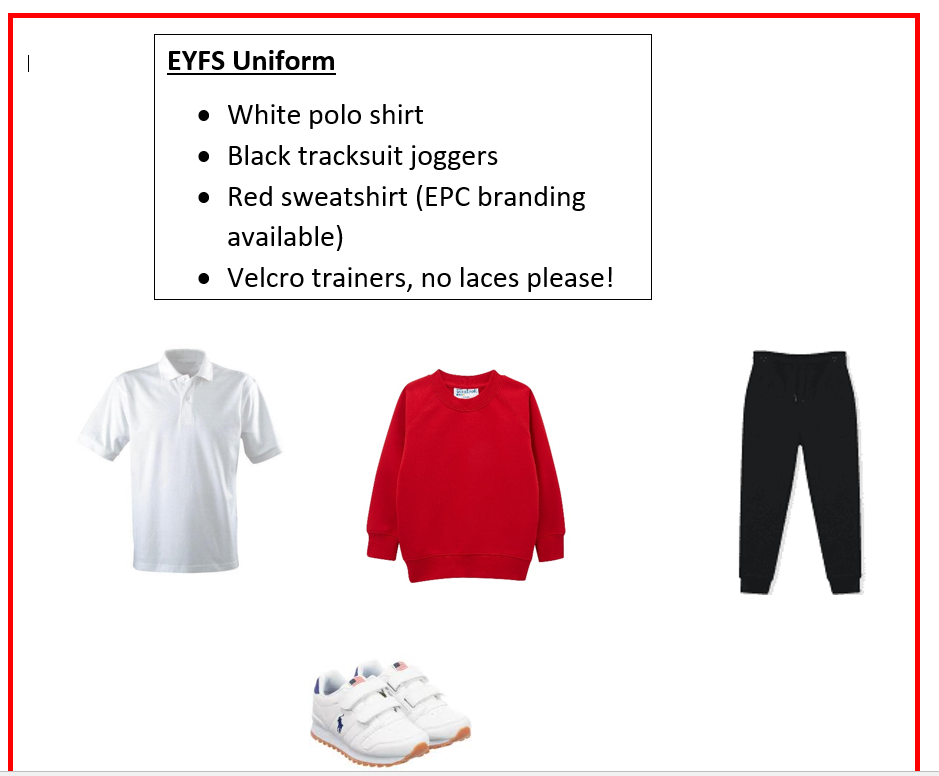 EYFS Uniform
• White polo shirt
• Black tracksuit joggers
• Red sweatshirt (EPC branding
available)
• Velcro trainers, no laces please!